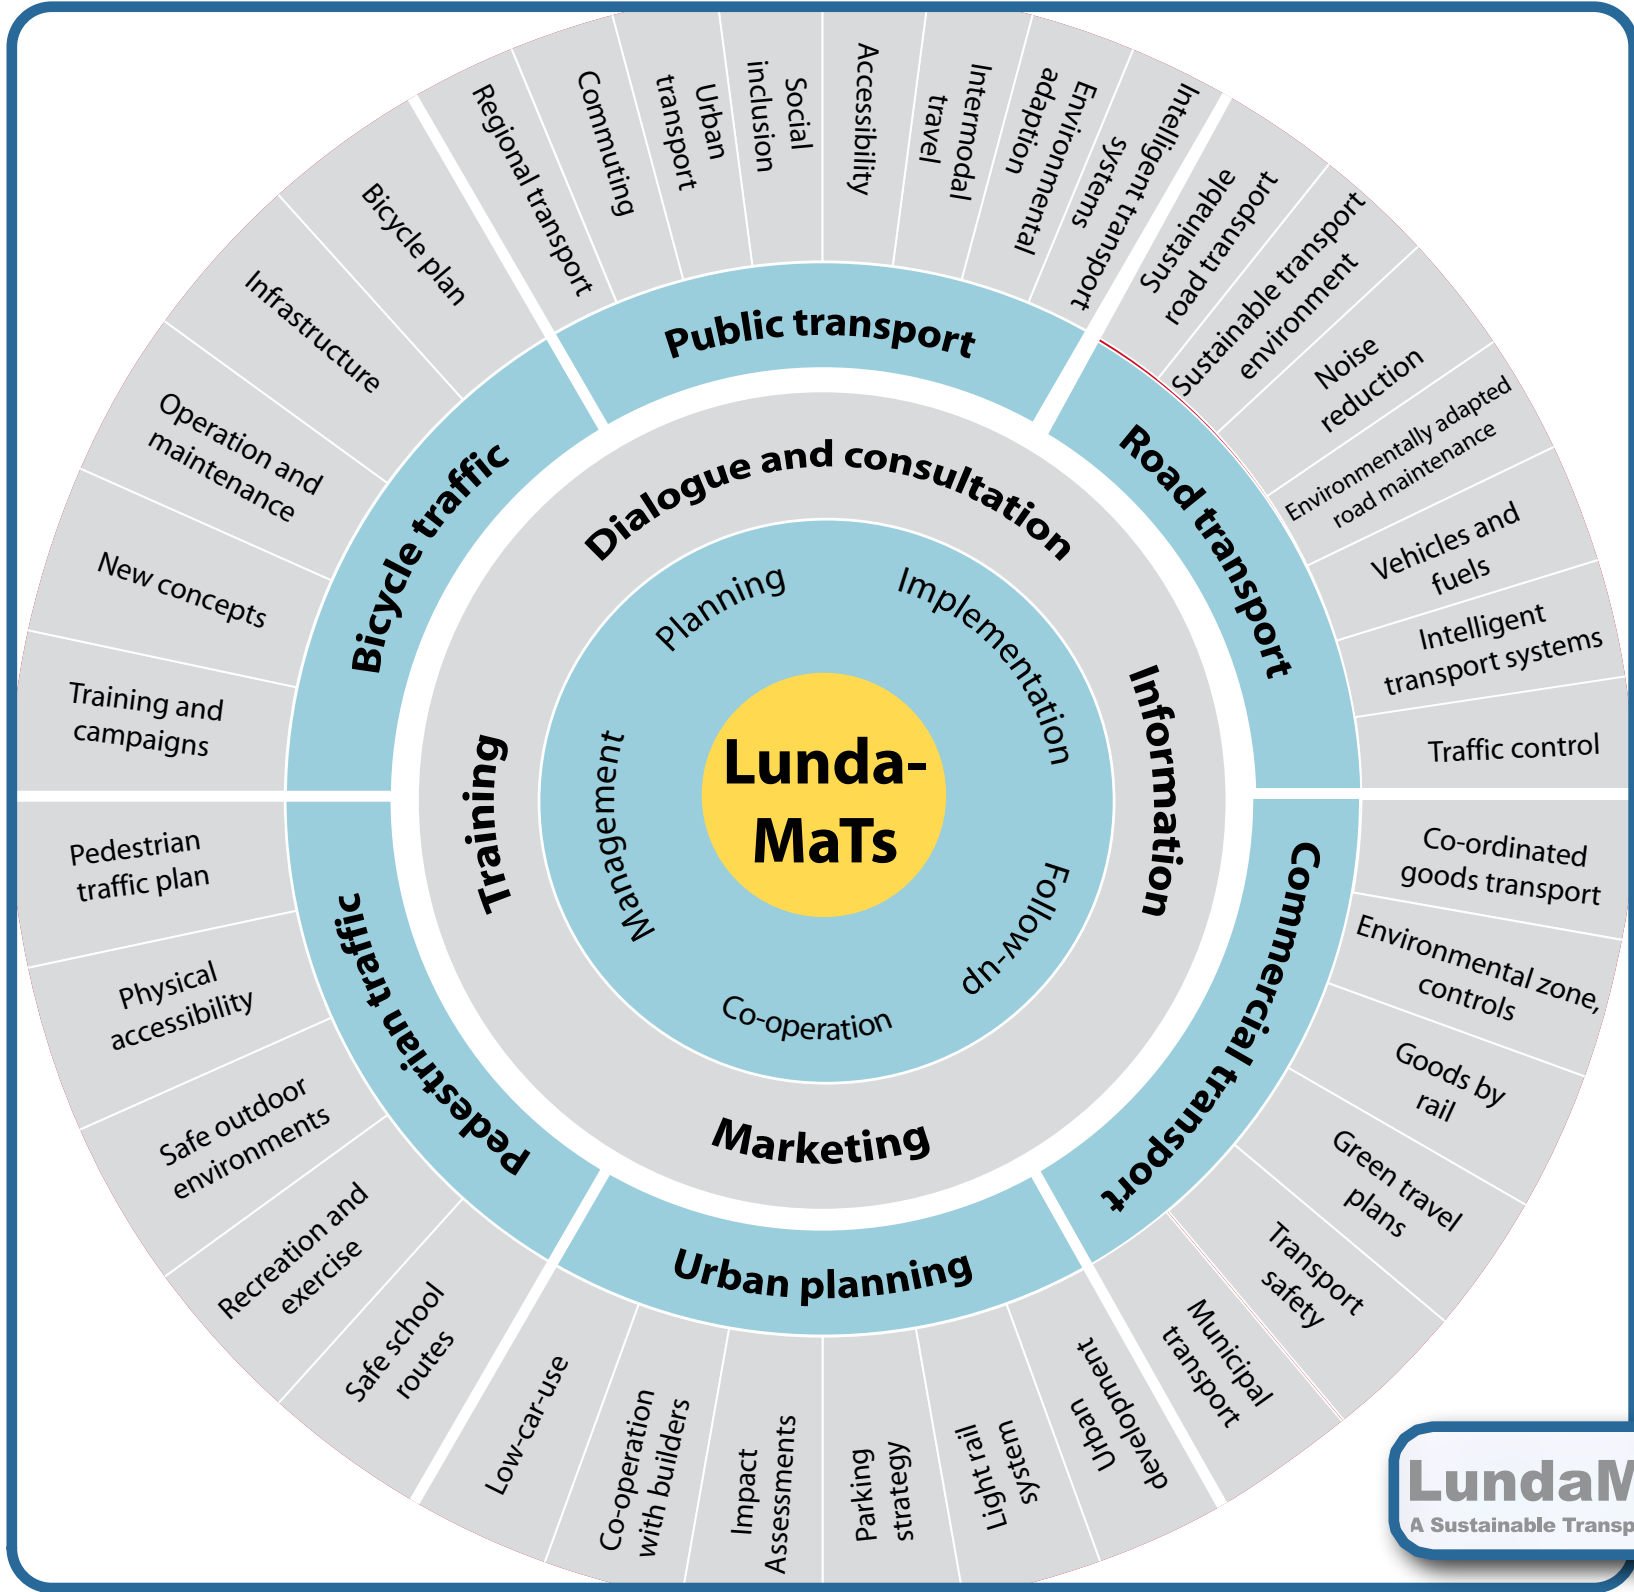 Lunda-
MaTs
Planning
Implementation
Follow-up
Co-operation
Management
Dialogue and consultation
Information
Marketing
Training
Public transport
Regional transport
Commuting
Urban
transport
Social
inclusion
Accessibility
Intermodal
travel
Environmental
adaption
Intelligent transport
systems
Road transport
Sustainable
road transport
Sustainable transport
environment
Noise
reduction
Environmentally adapted
road maintenance
Vehicles and
fuels
Intelligent
transport systems
Traffic control
Commercial transport
Co-ordinated
goods transport
Environmental zone,
controls
Goods by
rail
Green travel
plans
Transport
safety
Municipal
transport
Urban planning
Urban
development
Light rail
system
Parking
strategy
Impact
Assessments
Co-operation
with builders
Low-car-use
Pedestrian traffic
Safe school
routes
Recreation and
exercise
Safe outdoor
environments
Physical
accessibility
Pedestrian
traffic plan
Bicycle traffic
Training and
campaigns
New concepts
Operation and
maintenance
Infrastructure
Bicycle plan
LundaM
A Sustainable Transp